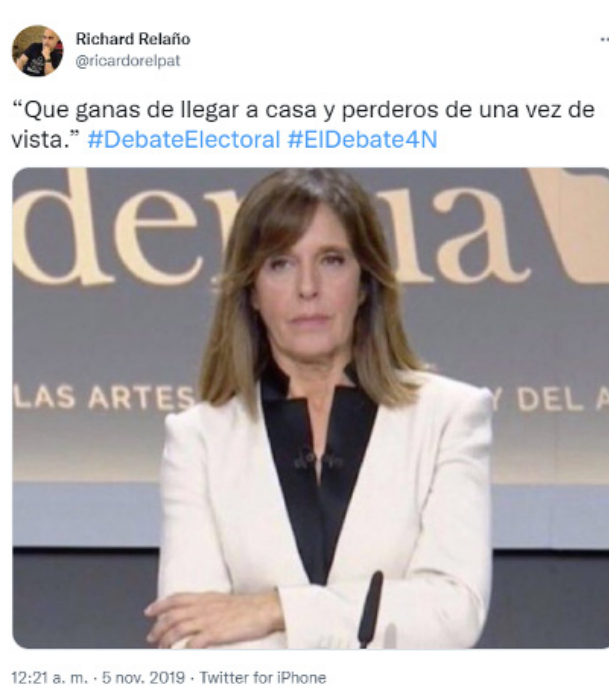 Richard Relaño
@ricardorelpat
“Que ganas de llegar a casa y perderos de una vez de
vista.” #DebateElectoral #ElDebate4N
LAS ARTES
Y DEL
12:21 a. m. · 5 nov. 2019 · Twitter for iPhone